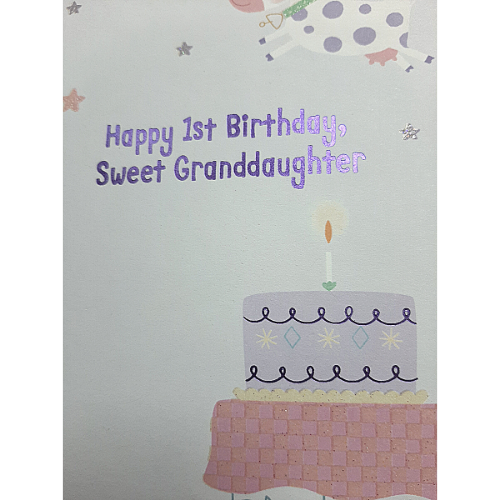 Happy 1st Birthday,
Sweet Granddaughter